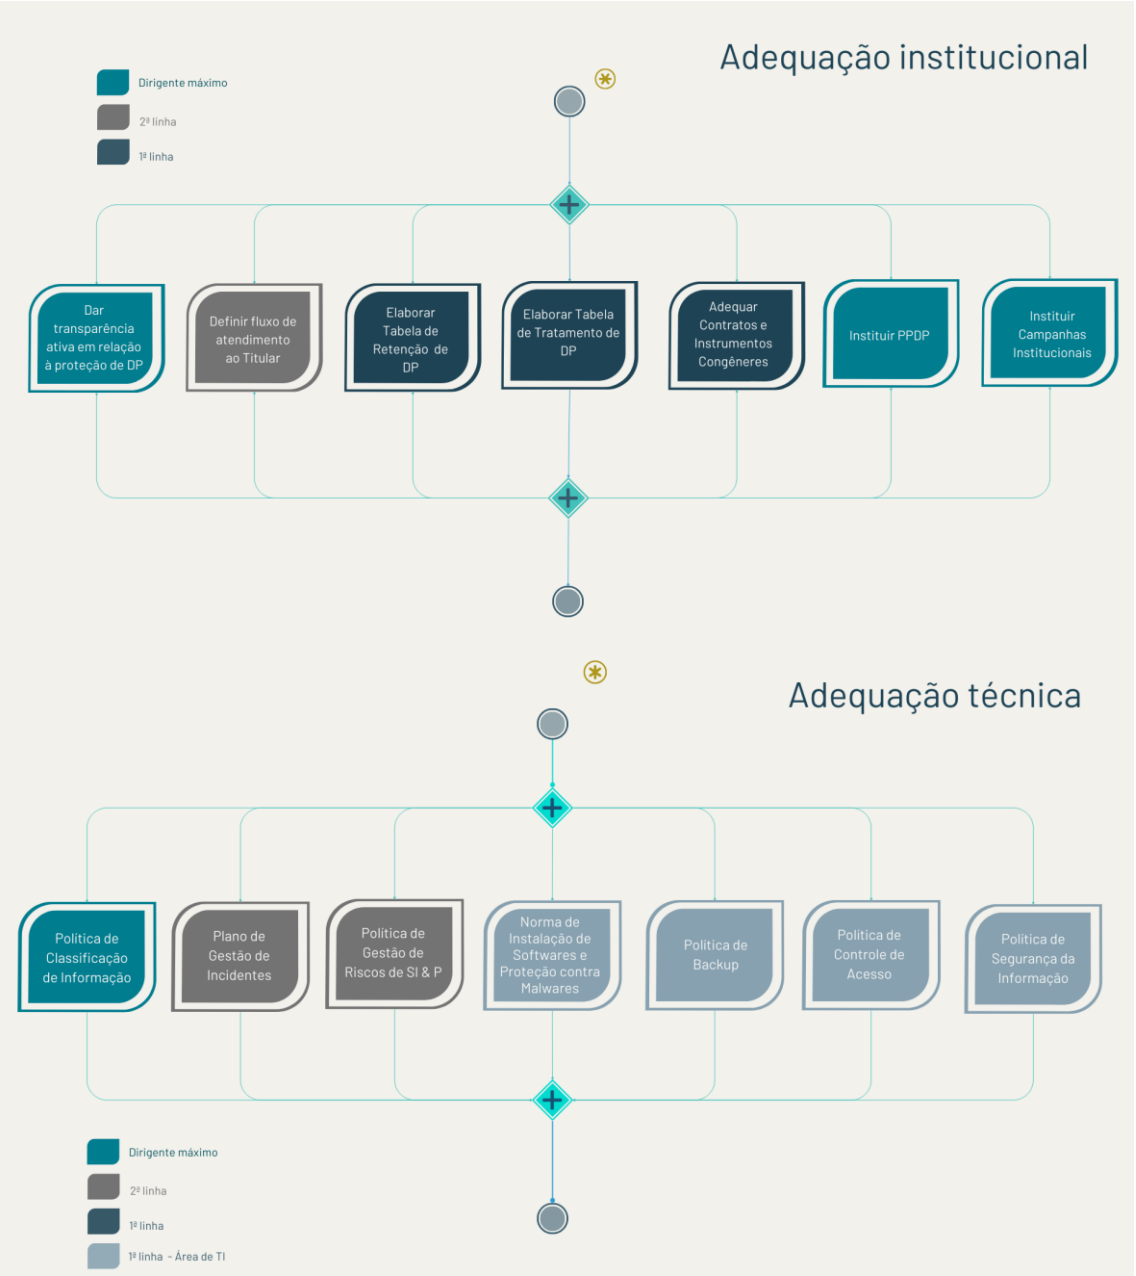 Adequação institucional
Dirigente máximo
2ª linha
1ª linha
Dar
transparência
ativa em relação
à proteção de DP
Definir fluxo de
atendimento
ao Titular
Elaborar
Tabela de
Retenção de
DP
Elaborar Tabela
de Tratamento de
DP
Adequar
Contratos e
Instrumentos
Congêneres
Instituir PPDP
Instituir
Campanhas
Institucionais
Adequação técnica
Política de
Classificação
de Informação
Plano de
Gestão de
Incidentes
Política de
Gestão de
Riscos de SI & P
Norma de
Instalação de
Softwares e
Proteção contra
Malwares
Política de
Backup
Política de
Controle de
Acesso
Política de
Segurança da
Informação
Dirigente máximo
2ª linha
1ª linha
1ª linha - Área de TI